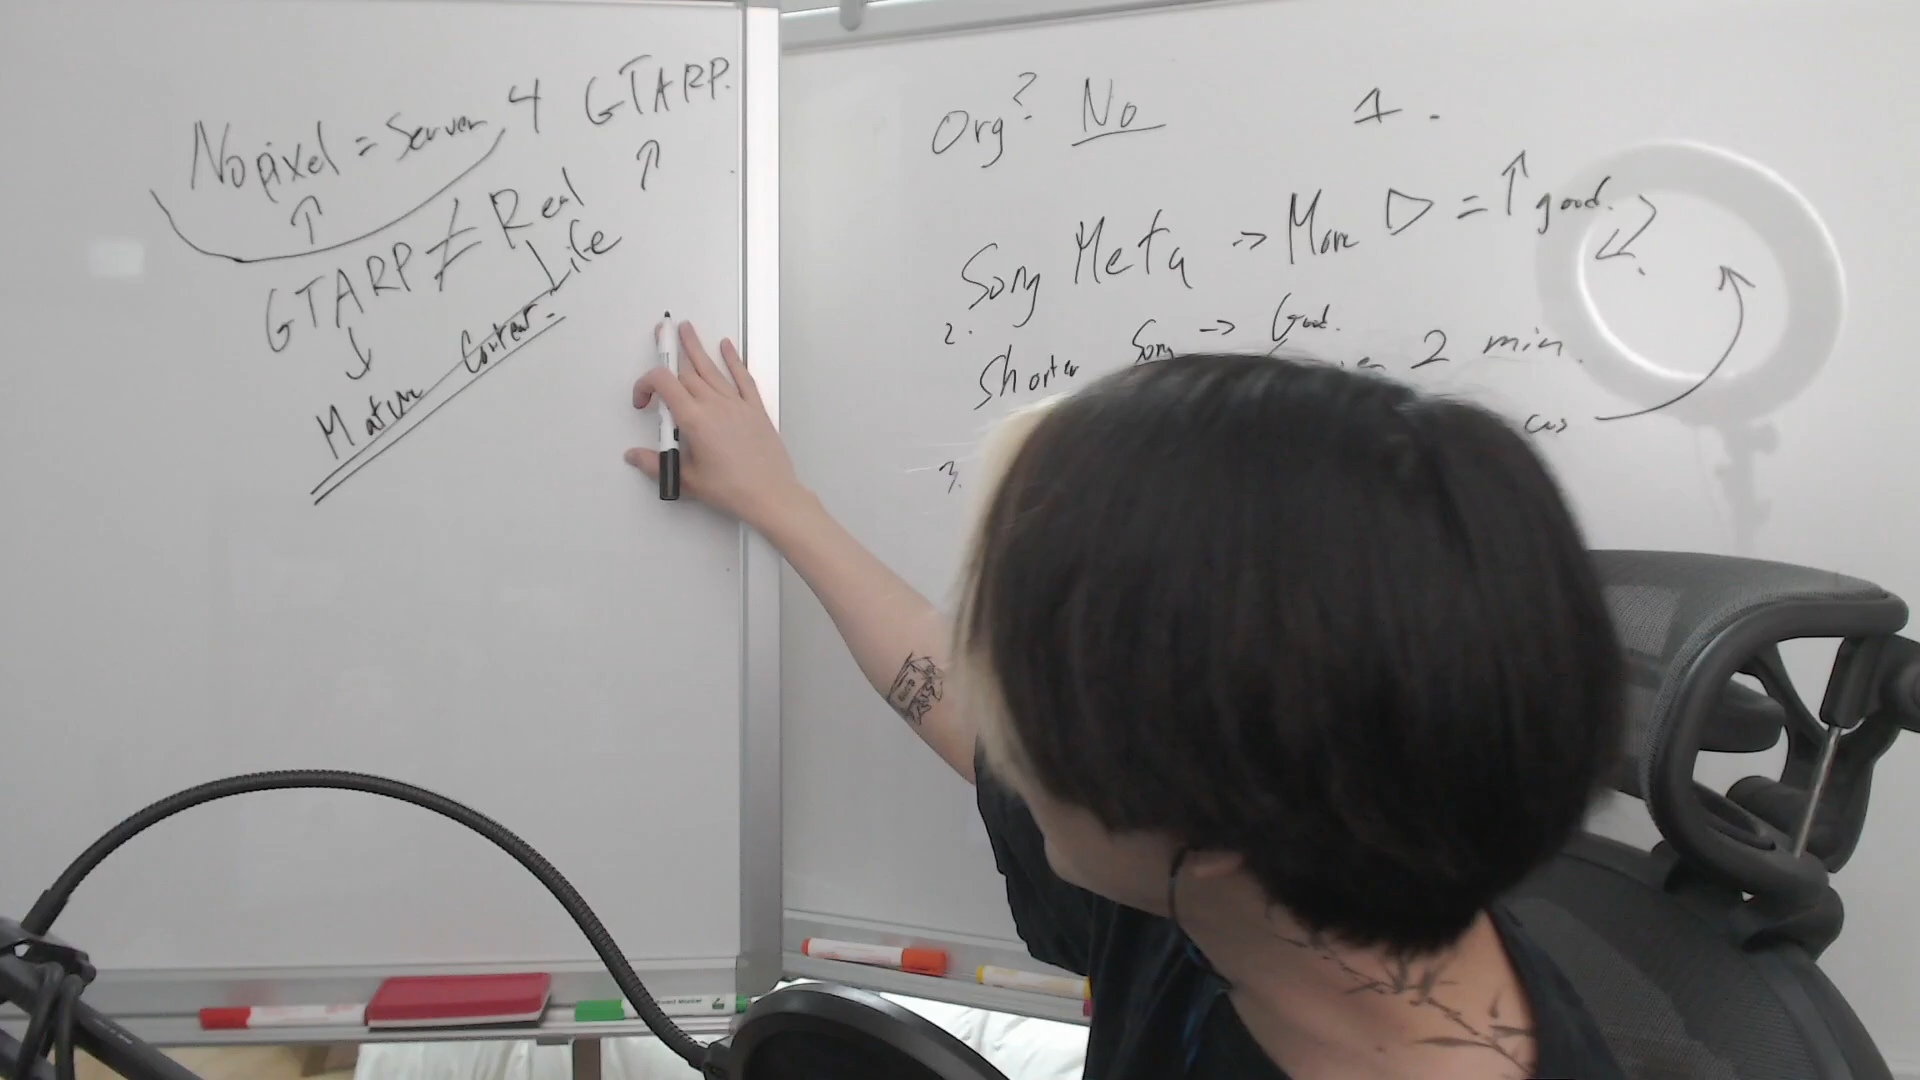 Nopixel = Server 4 GTARP.
↑ ↑
GTARP ≠ Real Life
↓
Mature Content.
Org? No
1.
Song Meta -> More ▷ = ↑ good.
2.
Shorter Song -> Good.
2 min.
3.